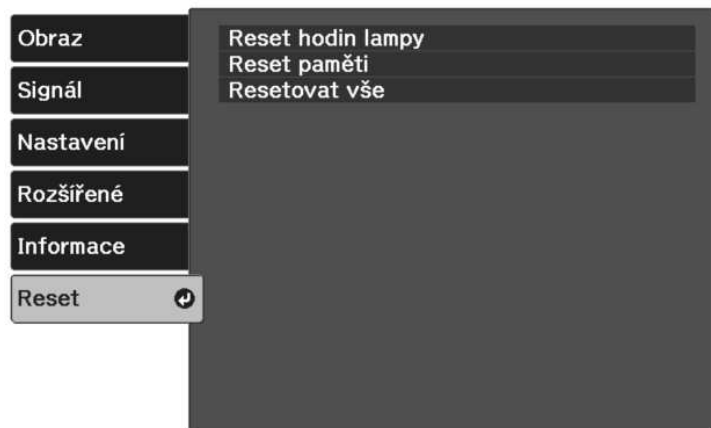 Obraz
Signál
Nastavení
Rozšířené
Informace
Reset
Reset hodin lampy
Reset paměti
Resetovat vše